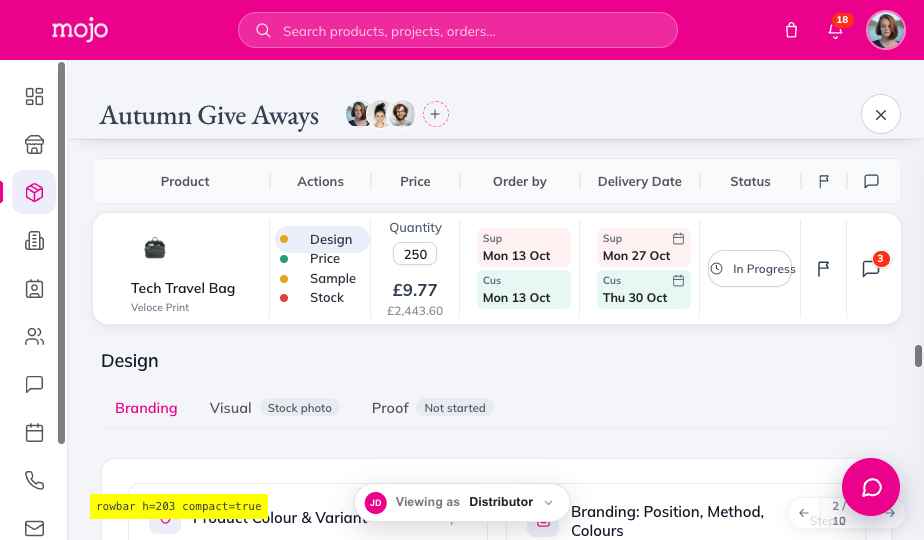 mojo
Search products, projects, orders...
18
Autumn Give Aways
Product
Actions
Price
Order by
Delivery Date
Status
Tech Travel Bag
Veloce Print
Design
Price
Sample
Stock
Quantity
250
£9.77
£2,443.60
Sup
Mon 13 Oct
Cus
Mon 13 Oct
Sup
Mon 27 Oct
Cus
Thu 30 Oct
In Progress
3
Design
Branding
Visual
Stock photo
Proof
Not started
rowbar h=203 compact=true
Product Colour & Variant
JD
Viewing as Distributor
Branding: Position, Method,
Colours
2 /
10